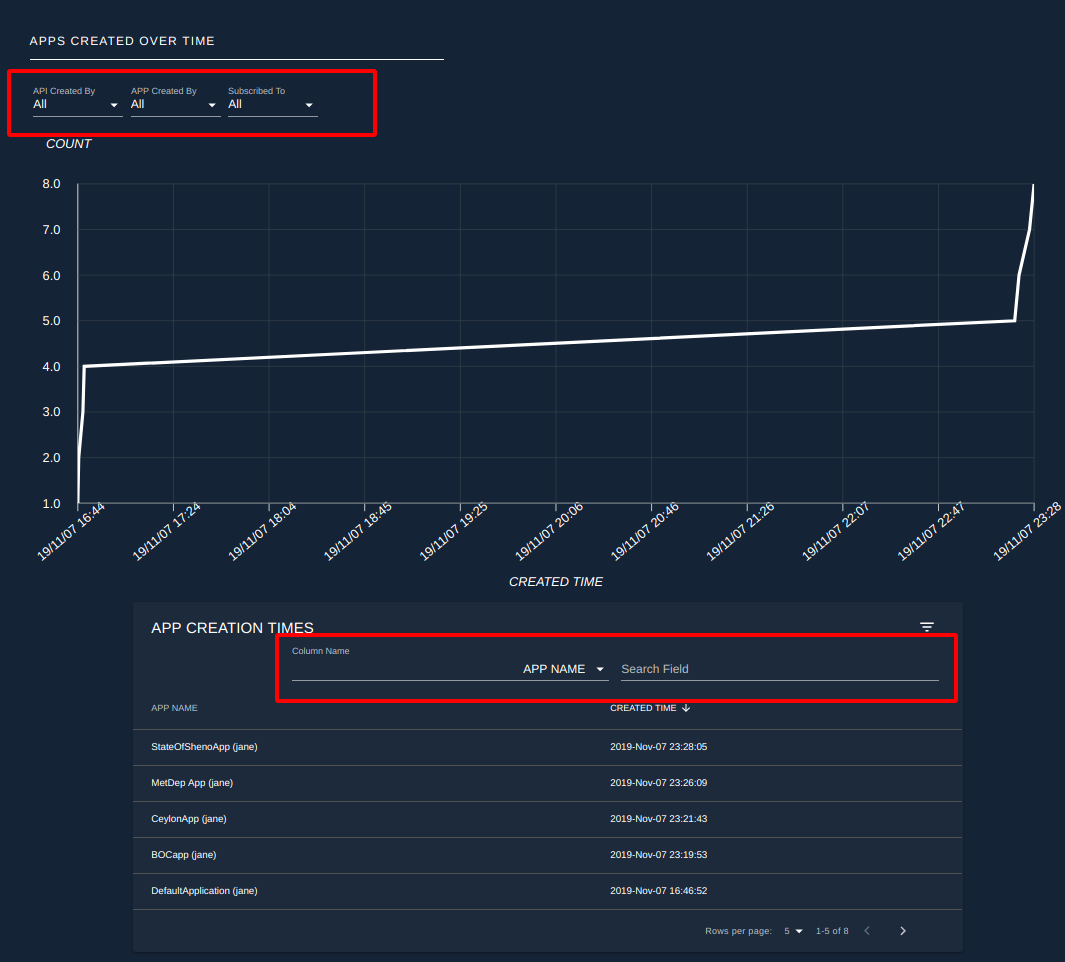 APPS CREATED OVER TIME
API Created By APP Created By Subscribed To
All All All
COUNT
8.0
7.0
6.0
5.0
4.0
3.0
2.0
1.0
19/11/07 16:44 19/11/07 17:24 19/11/07 18:04 19/11/07 18:45 19/11/07 19:25 19/11/07 20:06 19/11/07 20:46 19/11/07 21:26 19/11/07 22:07 19/11/07 22:47 19/11/07 23:28
CREATED TIME
APP CREATION TIMES
Column Name
APP NAME Search Field
APP NAME CREATED TIME
StateOfShenoApp (jane) 2019-Nov-07 23:28:05
MetDep App (jane) 2019-Nov-07 23:26:09
CeylonApp (jane) 2019-Nov-07 23:21:43
BOCapp (jane) 2019-Nov-07 23:19:53
DefaultApplication (jane) 2019-Nov-07 16:46:52
Rows per page: 5 1-5 of 8